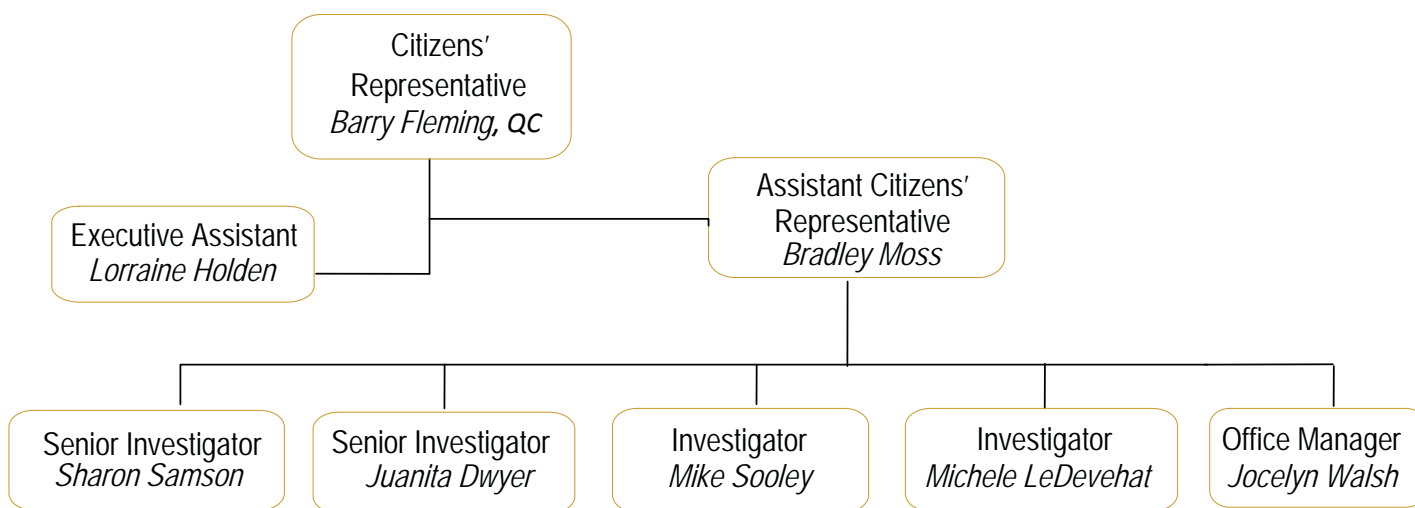 Citizens'
Representative
Barry Fleming, QC
Assistant Citizens'
Representative
Bradley Moss
Executive Assistant
Lorraine Holden
Senior Investigator
Sharon Samson
Senior Investigator
Juanita Dwyer
Investigator
Mike Sooley
Investigator
Michele LeDevehat
Office Manager
Jocelyn Walsh